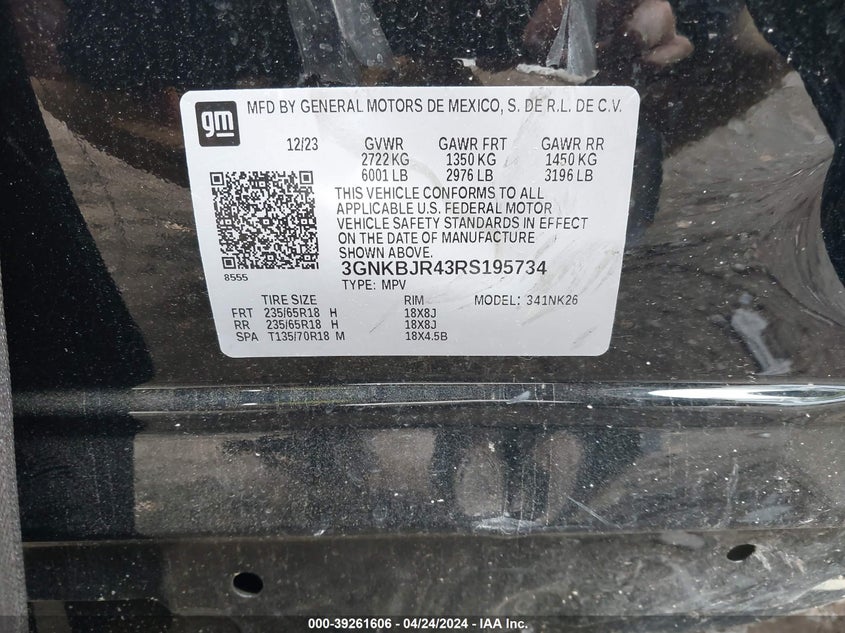 gm
MFD BY GENERAL MOTORS DE MEXICO, S. DE R.L. DE C.V.
12/23 GVWR GAWR FRT GAWR RR
2722 KG 1350 KG 1450 KG
6001 LB 2976 LB 3196 LB
THIS VEHICLE CONFORMS TO ALL
APPLICABLE U.S. FEDERAL MOTOR
VEHICLE SAFETY STANDARDS IN EFFECT
ON THE DATE OF MANUFACTURE
SHOWN ABOVE.
8555
3GNKBJR43RS195734
TYPE: MPV
TIRE SIZE RIM MODEL: 341NK26
FRT 235/65R18 H 18X8J
RR 235/65R18 H 18X8J
SPA T135/70R18 M 18X4.5B
000-39261606 - 04/24/2024 - IAA Inc.